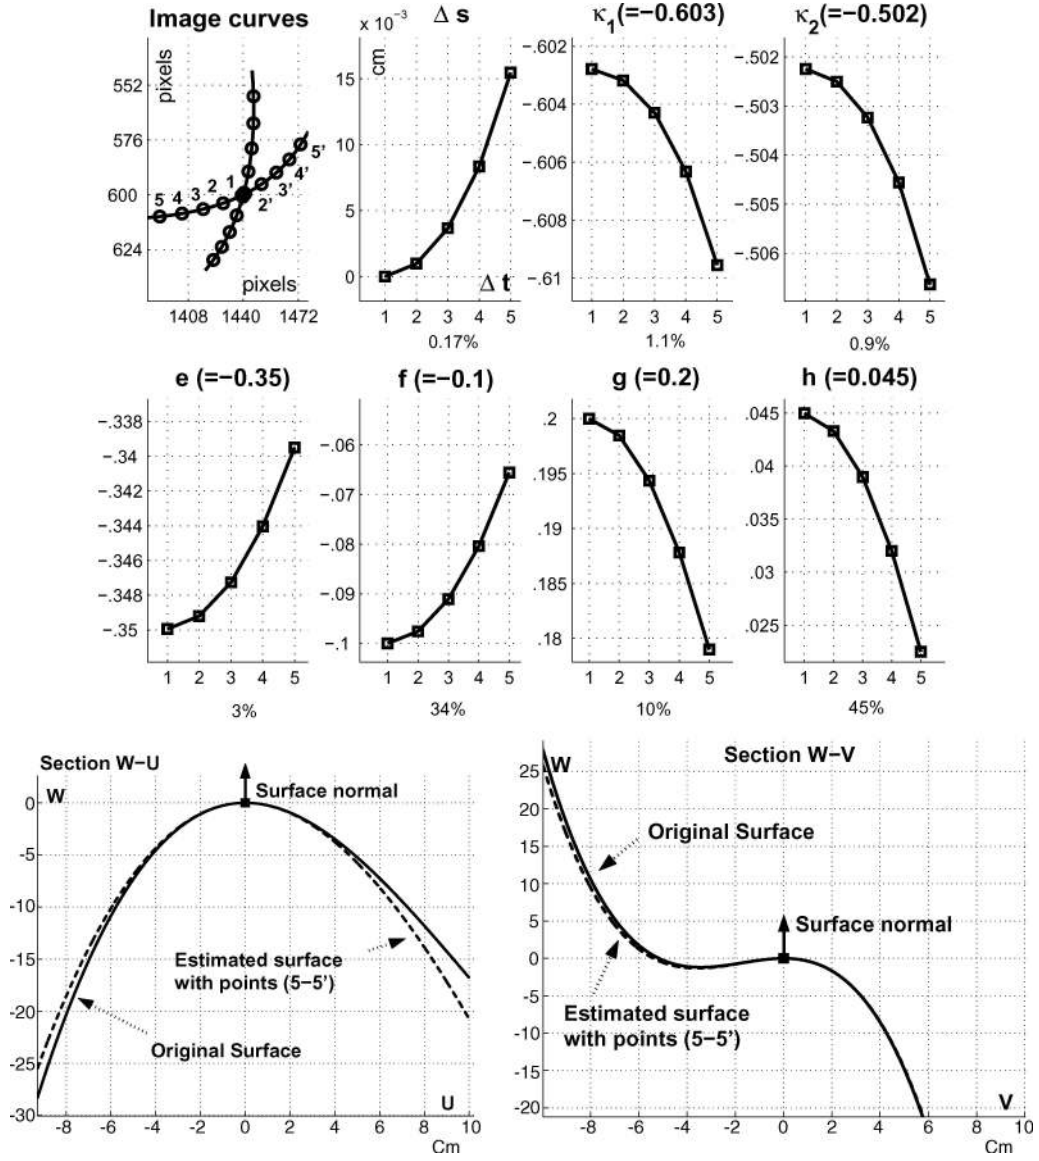 Image curves
pixels
552
576
600
624
5 4 3 2 1
2' 3' 4' 5'
pixels
1408 1440 1472
x 10⁻³ Δ s
cm
15
10
5
0
Δ t
1 2 3 4 5
0.17%
κ₁(=−0.603)
−.602
−.604
−.606
−.608
−.61
1 2 3 4 5
1.1%
κ₂(=−0.502)
−.502
−.503
−.504
−.505
−.506
1 2 3 4 5
0.9%
e (=−0.35)
−.338
−.34
−.342
−.344
−.346
−.348
−.35
1 2 3 4 5
3%
f (=−0.1)
−.06
−.07
−.08
−.09
−.1
1 2 3 4 5
34%
g (=0.2)
.2
.195
.19
.185
.18
1 2 3 4 5
10%
h (=0.045)
.045
.04
.035
.03
.025
1 2 3 4 5
45%
Section W−U
W
Surface normal
0
-5
-10
-15
-20
-25
-30
Estimated surface
with points (5−5')
Original Surface
U
-8 -6 -4 -2 0 2 4 6 8 10
Cm
Section W−V
W
25
20
15
10
5
0
-5
-10
-15
-20
Original Surface
Surface normal
Estimated surface
with points (5−5')
V
-8 -6 -4 -2 0 2 4 6 8 10
Cm